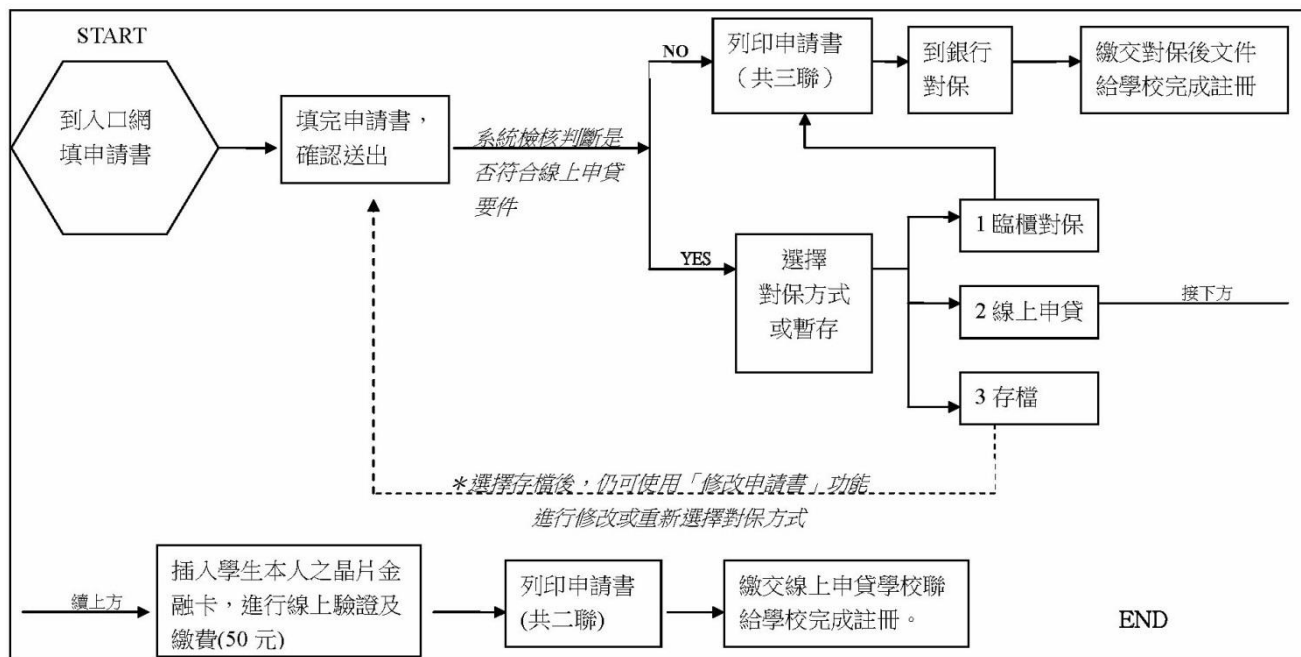 START
到入口網
填申請書
填完申請書，
確認送出
系統檢核判斷是
否符合線上申貸
要件
NO
列印申請書
（共三聯）
到銀行
對保
繳交對保後文件
給學校完成註冊
YES
選擇
對保方式
或暫存
1 臨櫃對保
2 線上申貸
接下方
3 存檔
＊選擇存檔後，仍可使用「修改申請書」功能
進行修改或重新選擇對保方式
續上方
插入學生本人之晶片金
融卡，進行線上驗證及
繳費(50 元)
列印申請書
(共二聯)
繳交線上申貸學校聯
給學校完成註冊。
END